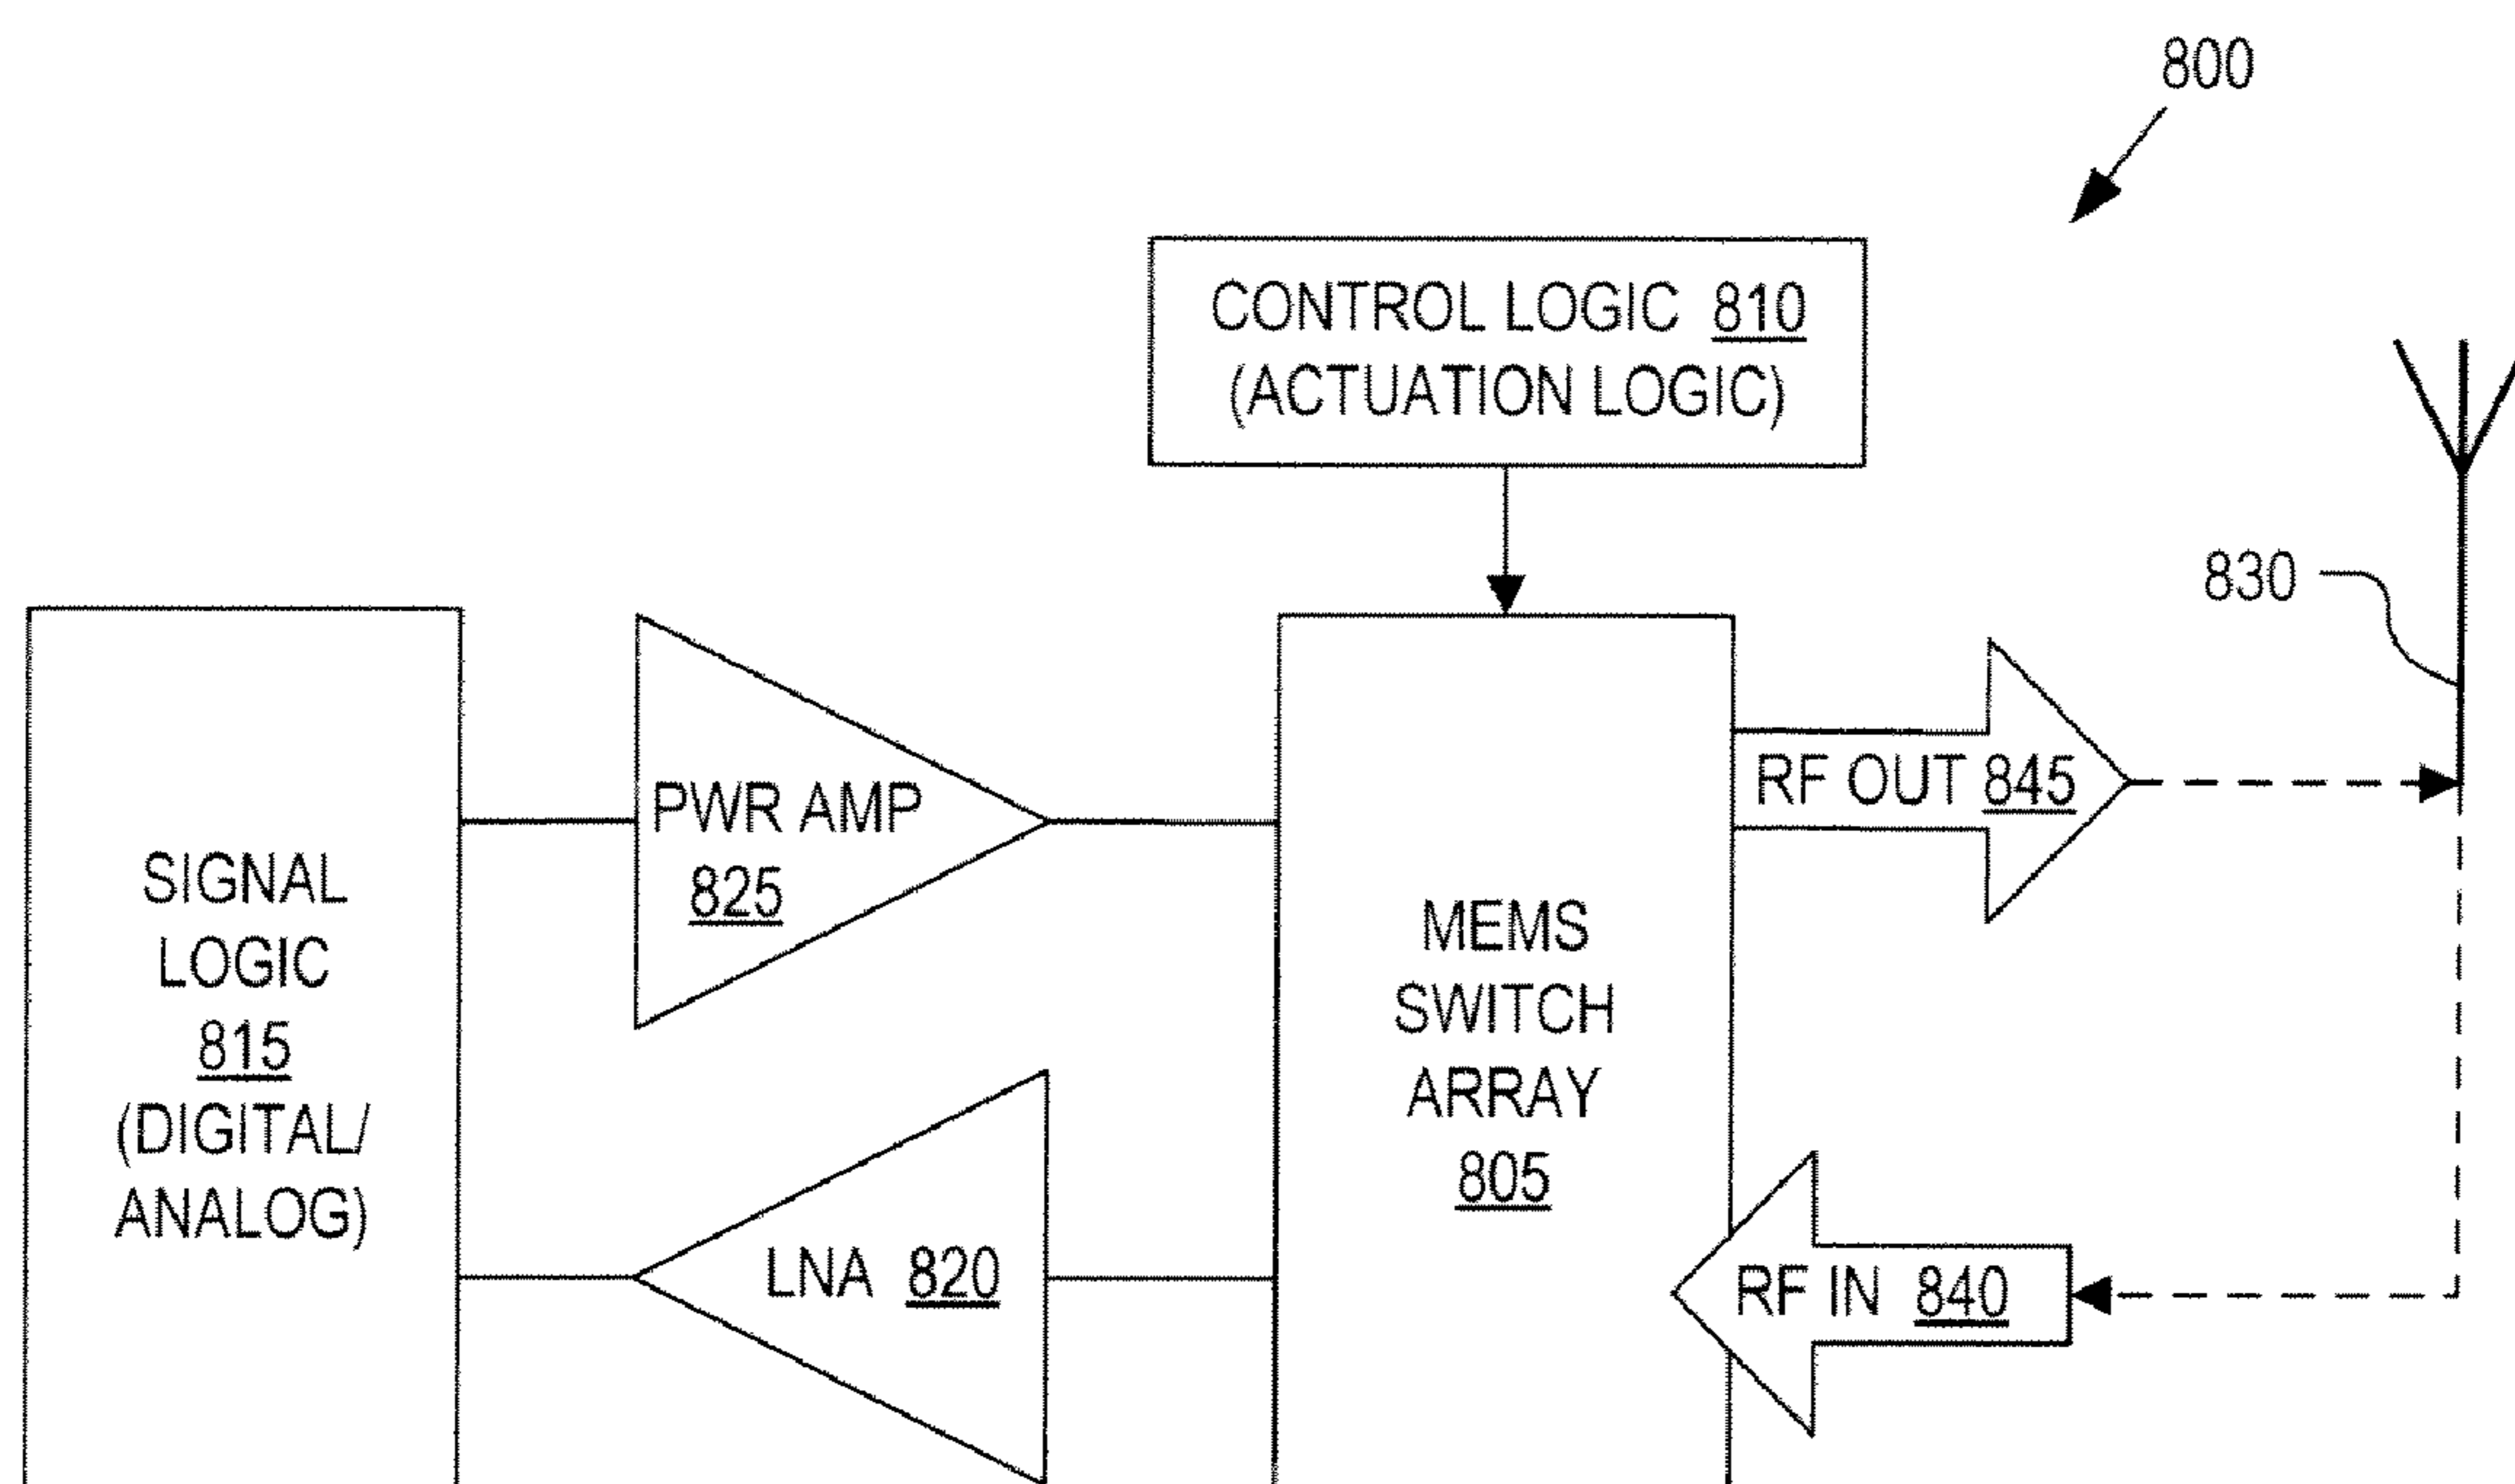 800
CONTROL LOGIC 810
(ACTUATION LOGIC)
830
SIGNAL
LOGIC
815
(DIGITAL/
ANALOG)
PWR AMP
825
LNA 820
MEMS
SWITCH
ARRAY
805
RF OUT 845
RF IN 840